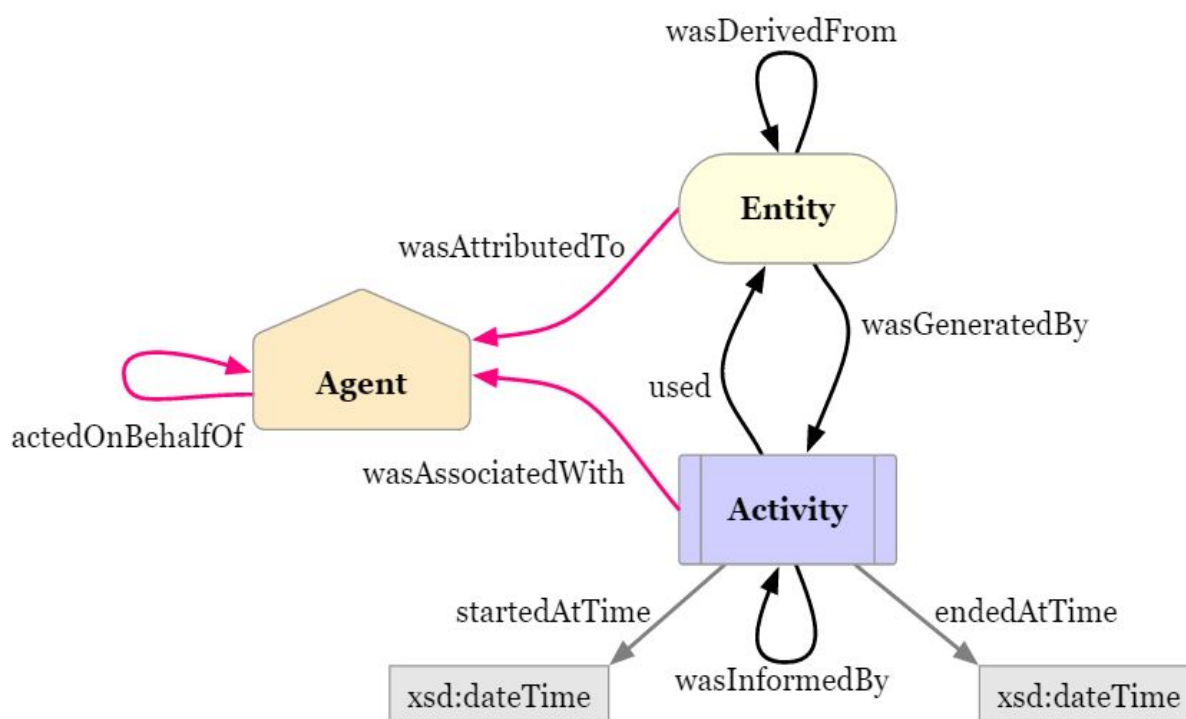 wasDerivedFrom
Entity
wasAttributedTo
wasGeneratedBy
used
Agent
actedOnBehalfOf
wasAssociatedWith
Activity
startedAtTime
endedAtTime
wasInformedBy
xsd:dateTime
xsd:dateTime